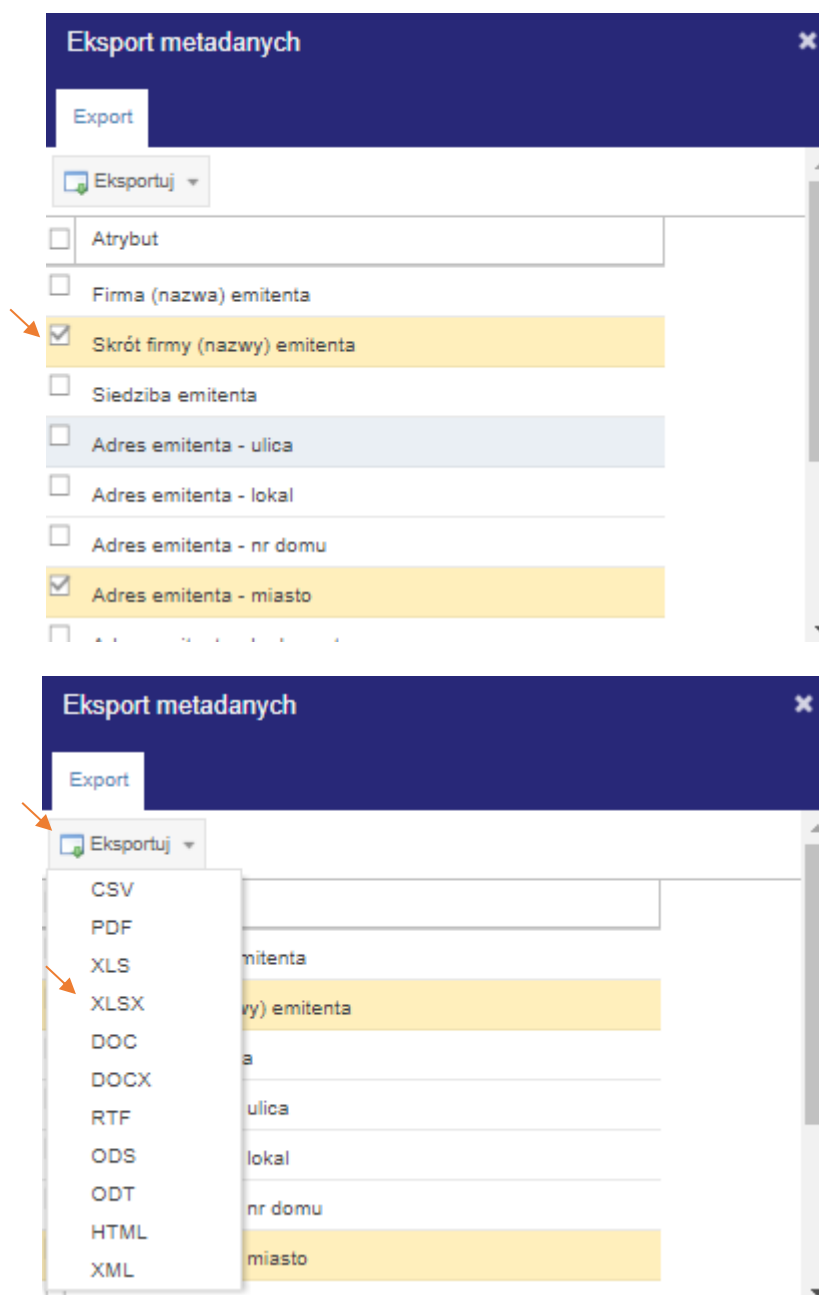 Eksport metadanych
Export
Eksportuj
Atrybut
Firma (nazwa) emitenta
Skrót firmy (nazwy) emitenta
Siedziba emitenta
Adres emitenta - ulica
Adres emitenta - lokal
Adres emitenta - nr domu
Adres emitenta - miasto
Eksport metadanych
Export
Eksportuj
CSV
PDF
XLS
XLSX
DOC
DOCX
RTF
ODS
ODT
HTML
XML
emitenta
ulica
lokal
nr domu
miasto